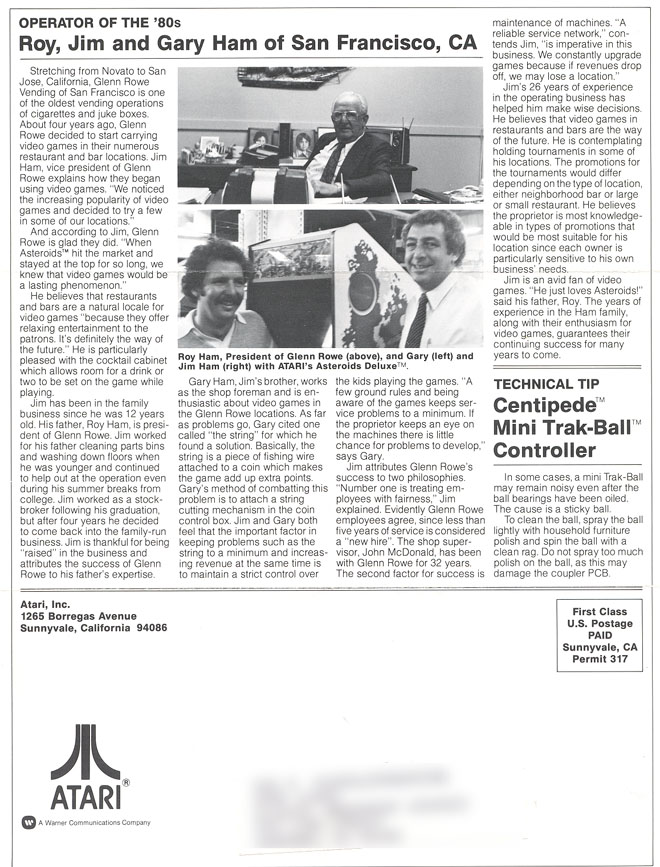 OPERATOR OF THE '80s
Roy, Jim and Gary Ham of San Francisco, CA
Stretching from Novato to San
Jose, California, Glenn Rowe
Vending of San Francisco is one
of the oldest vending operations
of cigarettes and juke boxes.
About four years ago, Glenn
Rowe decided to start carrying
video games in their numerous
restaurant and bar locations. Jim
Ham, vice president of Glenn
Rowe explains how they began
using video games. "We noticed
the increasing popularity of video
games and decided to try a few
in some of our locations."
And according to Jim, Glenn
Rowe is glad they did. "When
Asteroids™ hit the market and
stayed at the top for so long, we
knew that video games would be
a lasting phenomenon."
He believes that restaurants
and bars are a natural locale for
video games "because they offer
relaxing entertainment to the
patrons. It's definitely the way of
the future." He is particularly
pleased with the cocktail cabinet
which allows room for a drink or
two to be set on the game while
playing.
Jim has been in the family
business since he was 12 years
old. His father, Roy Ham, is presi-
dent of Glenn Rowe. Jim worked
for his father cleaning parts bins
and washing down floors when
he was younger and continued
to help out at the operation even
during his summer breaks from
college. Jim worked as a stock-
broker following his graduation,
but after four years he decided
to come back into the family-run
business. Jim is thankful for being
"raised" in the business and
attributes the success of Glenn
Rowe to his father's expertise.
Roy Ham, President of Glenn Rowe (above), and Gary (left) and
Jim Ham (right) with ATARI's Asteroids Deluxe™.
Gary Ham, Jim's brother, works
as the shop foreman and is en-
thusiastic about video games in
the Glenn Rowe locations. As far
as problems go, Gary cited one
called "the string" for which he
found a solution. Basically, the
string is a piece of fishing wire
attached to a coin which makes
the game add up extra points.
Gary's method of combatting this
problem is to attach a string
cutting mechanism in the coin
control box. Jim and Gary both
feel that the important factor in
keeping problems such as the
string to a minimum and increas-
ing revenue at the same time is
to maintain a strict control over
the kids playing the games. "A
few ground rules and being
aware of the games keeps ser-
vice problems to a minimum. If
the proprietor keeps an eye on
the machines there is little
chance for problems to develop,"
says Gary.
Jim attributes Glenn Rowe's
success to two philosophies.
"Number one is treating em-
ployees with fairness," Jim
explained. Evidently Glenn Rowe
employees agree, since less than
five years of service is considered
a "new hire". The shop super-
visor, John McDonald, has been
with Glenn Rowe for 32 years.
The second factor for success is
maintenance of machines. "A
reliable service network," con-
tends Jim, "is imperative in this
business. We constantly upgrade
games because if revenues drop
off, we may lose a location."
Jim's 26 years of experience
in the operating business has
helped him make wise decisions.
He believes that video games in
restaurants and bars are the way
of the future. He is contemplating
holding tournaments in some of
his locations. The promotions for
the tournaments would differ
depending on the type of location,
either neighborhood bar or large
or small restaurant. He believes
the proprietor is most knowledge-
able in types of promotions that
would be most suitable for his
location since each owner is
particularly sensitive to his own
business' needs.
Jim is an avid fan of video
games. "He just loves Asteroids!"
said his father, Roy. The years of
experience in the Ham family,
along with their enthusiasm for
video games, guarantees their
continuing success for many
years to come.
TECHNICAL TIP
Centipede™
Mini Trak-Ball™
Controller
In some cases, a mini Trak-Ball
may remain noisy even after the
ball bearings have been oiled.
The cause is a sticky ball.
To clean the ball, spray the ball
lightly with household furniture
polish and spin the ball with a
clean rag. Do not spray too much
polish on the ball, as this may
damage the coupler PCB.
Atari, Inc.
1265 Borregas Avenue
Sunnyvale, California 94086
First Class
U.S. Postage
PAID
Sunnyvale, CA
Permit 317
ATARI®
A Warner Communications Company